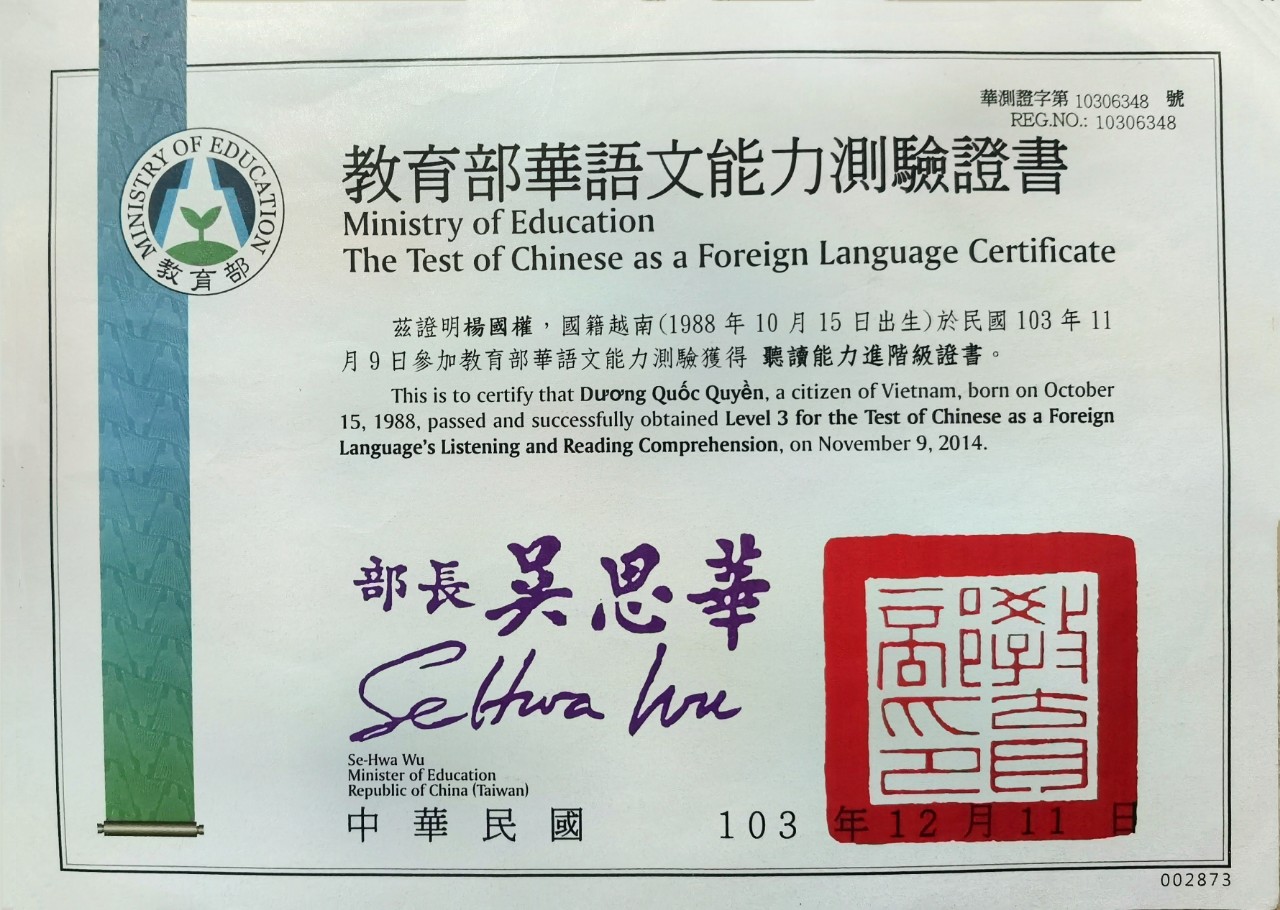 華測證字第 10306348 號
REG.NO.: 10306348
MINISTRY OF EDUCATION
教育部
教育部華語文能力測驗證書
Ministry of Education
The Test of Chinese as a Foreign Language Certificate
茲證明楊國權，國籍越南(1988 年 10 月 15 日出生)於民國 103 年 11
月 9 日參加教育部華語文能力測驗獲得 聽讀能力進階級證書。
This is to certify that Dương Quốc Quyền, a citizen of Vietnam, born on October
15, 1988, passed and successfully obtained Level 3 for the Test of Chinese as a Foreign
Language's Listening and Reading Comprehension, on November 9, 2014.
部長 吳思華
SeHwa Wu
教育部印
Se-Hwa Wu
Minister of Education
Republic of China (Taiwan)
中華民國 103 年 12 月 11 日
002873